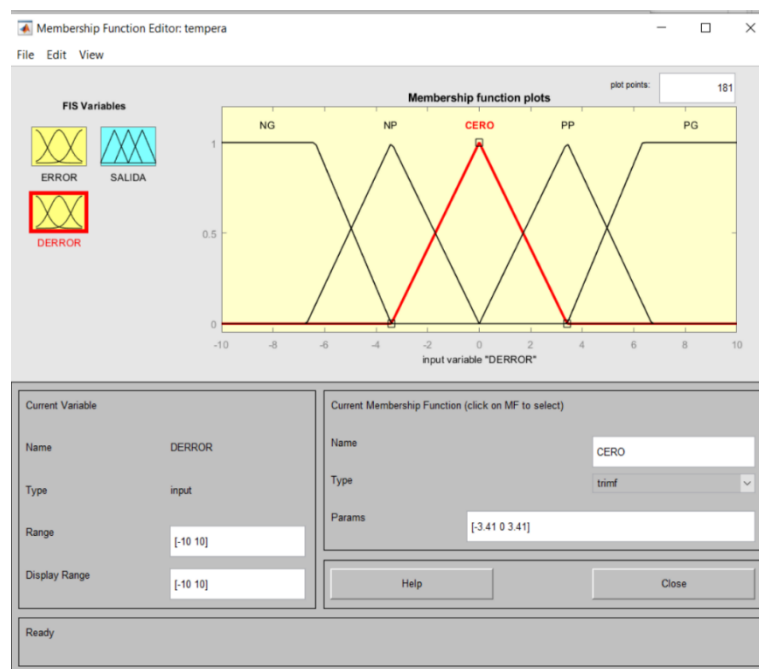 Membership Function Editor: tempera
File Edit View
FIS Variables
ERROR SALIDA
DERROR
plot points: 181
Membership function plots
NG NP CERO PP PG
1
0.5
0
-10 -8 -6 -4 -2 0 2 4 6 8 10
input variable "DERROR"
Current Variable
Name DERROR
Type input
Range [-10 10]
Display Range [-10 10]
Current Membership Function (click on MF to select)
Name CERO
Type trimf
Params [-3.41 0 3.41]
Help Close
Ready